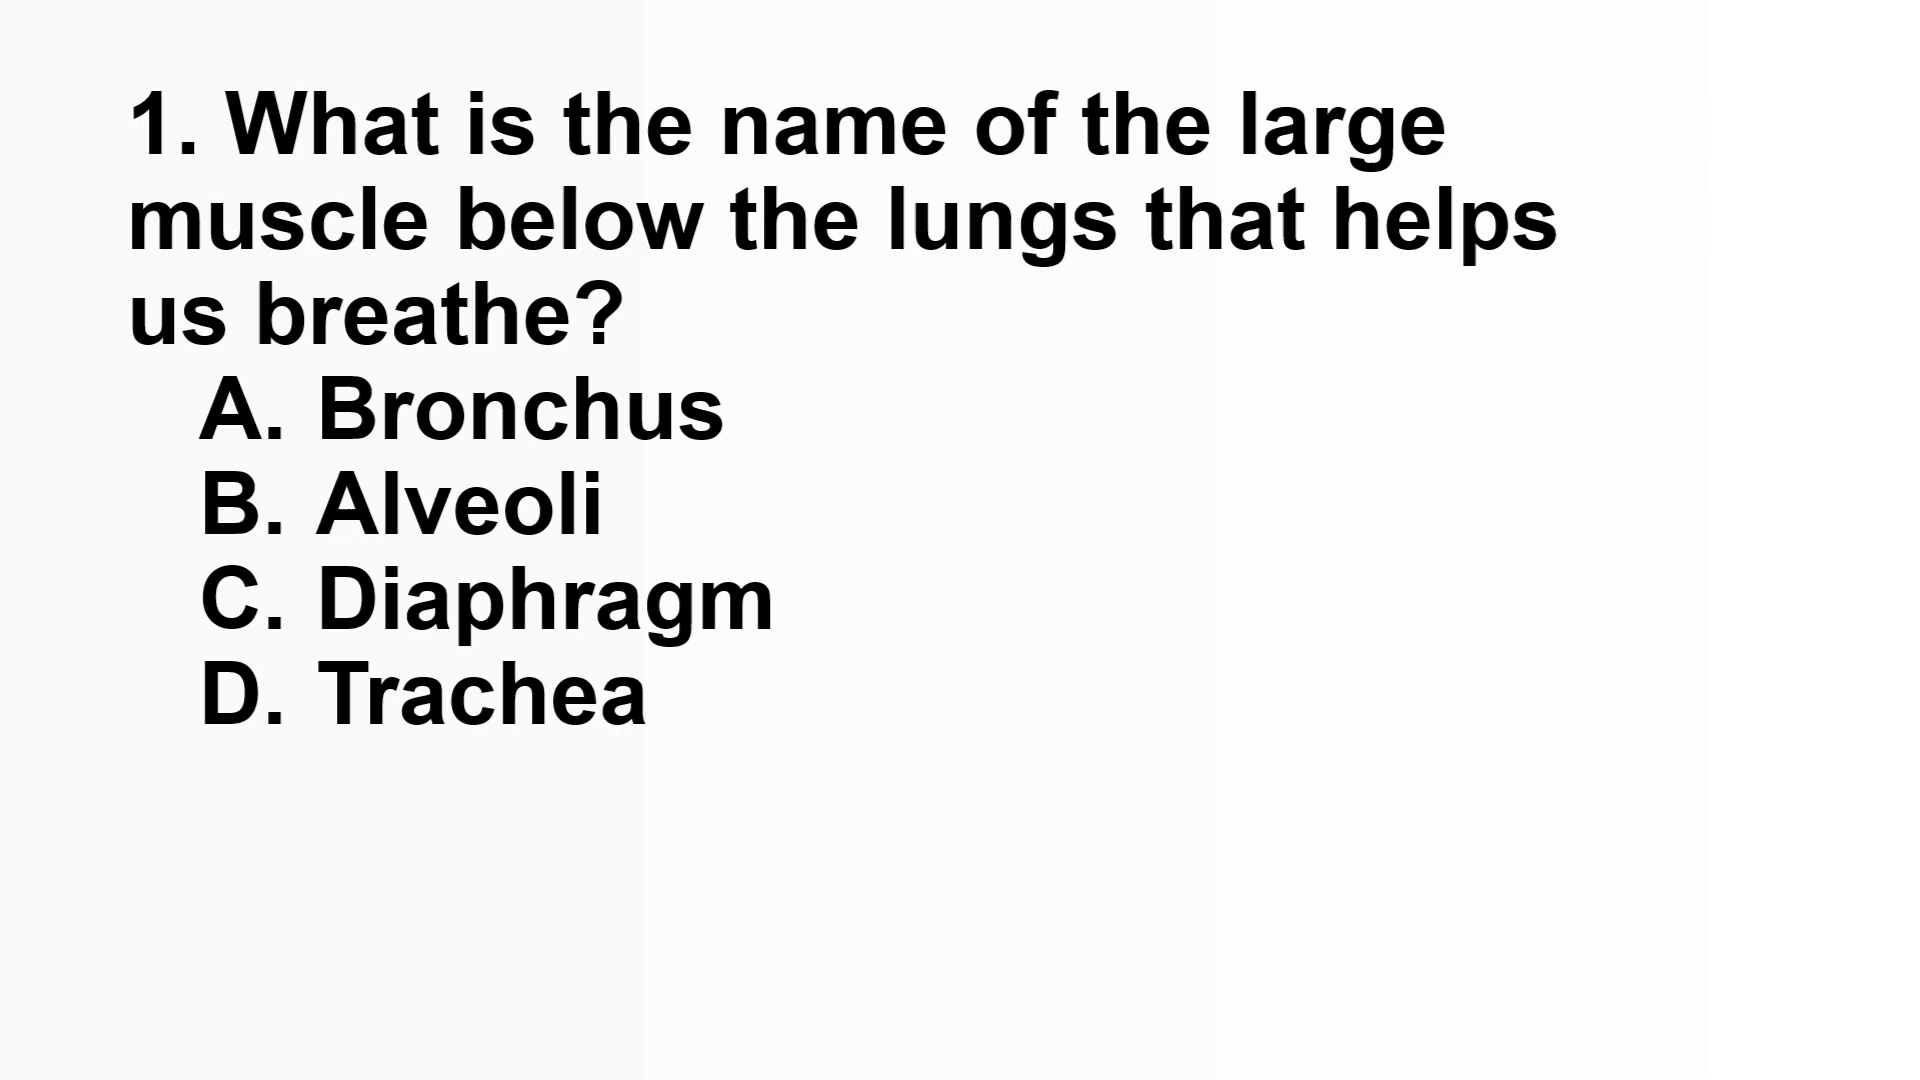 1. What is the name of the large
muscle below the lungs that helps
us breathe?
A. Bronchus
B. Alveoli
C. Diaphragm
D. Trachea